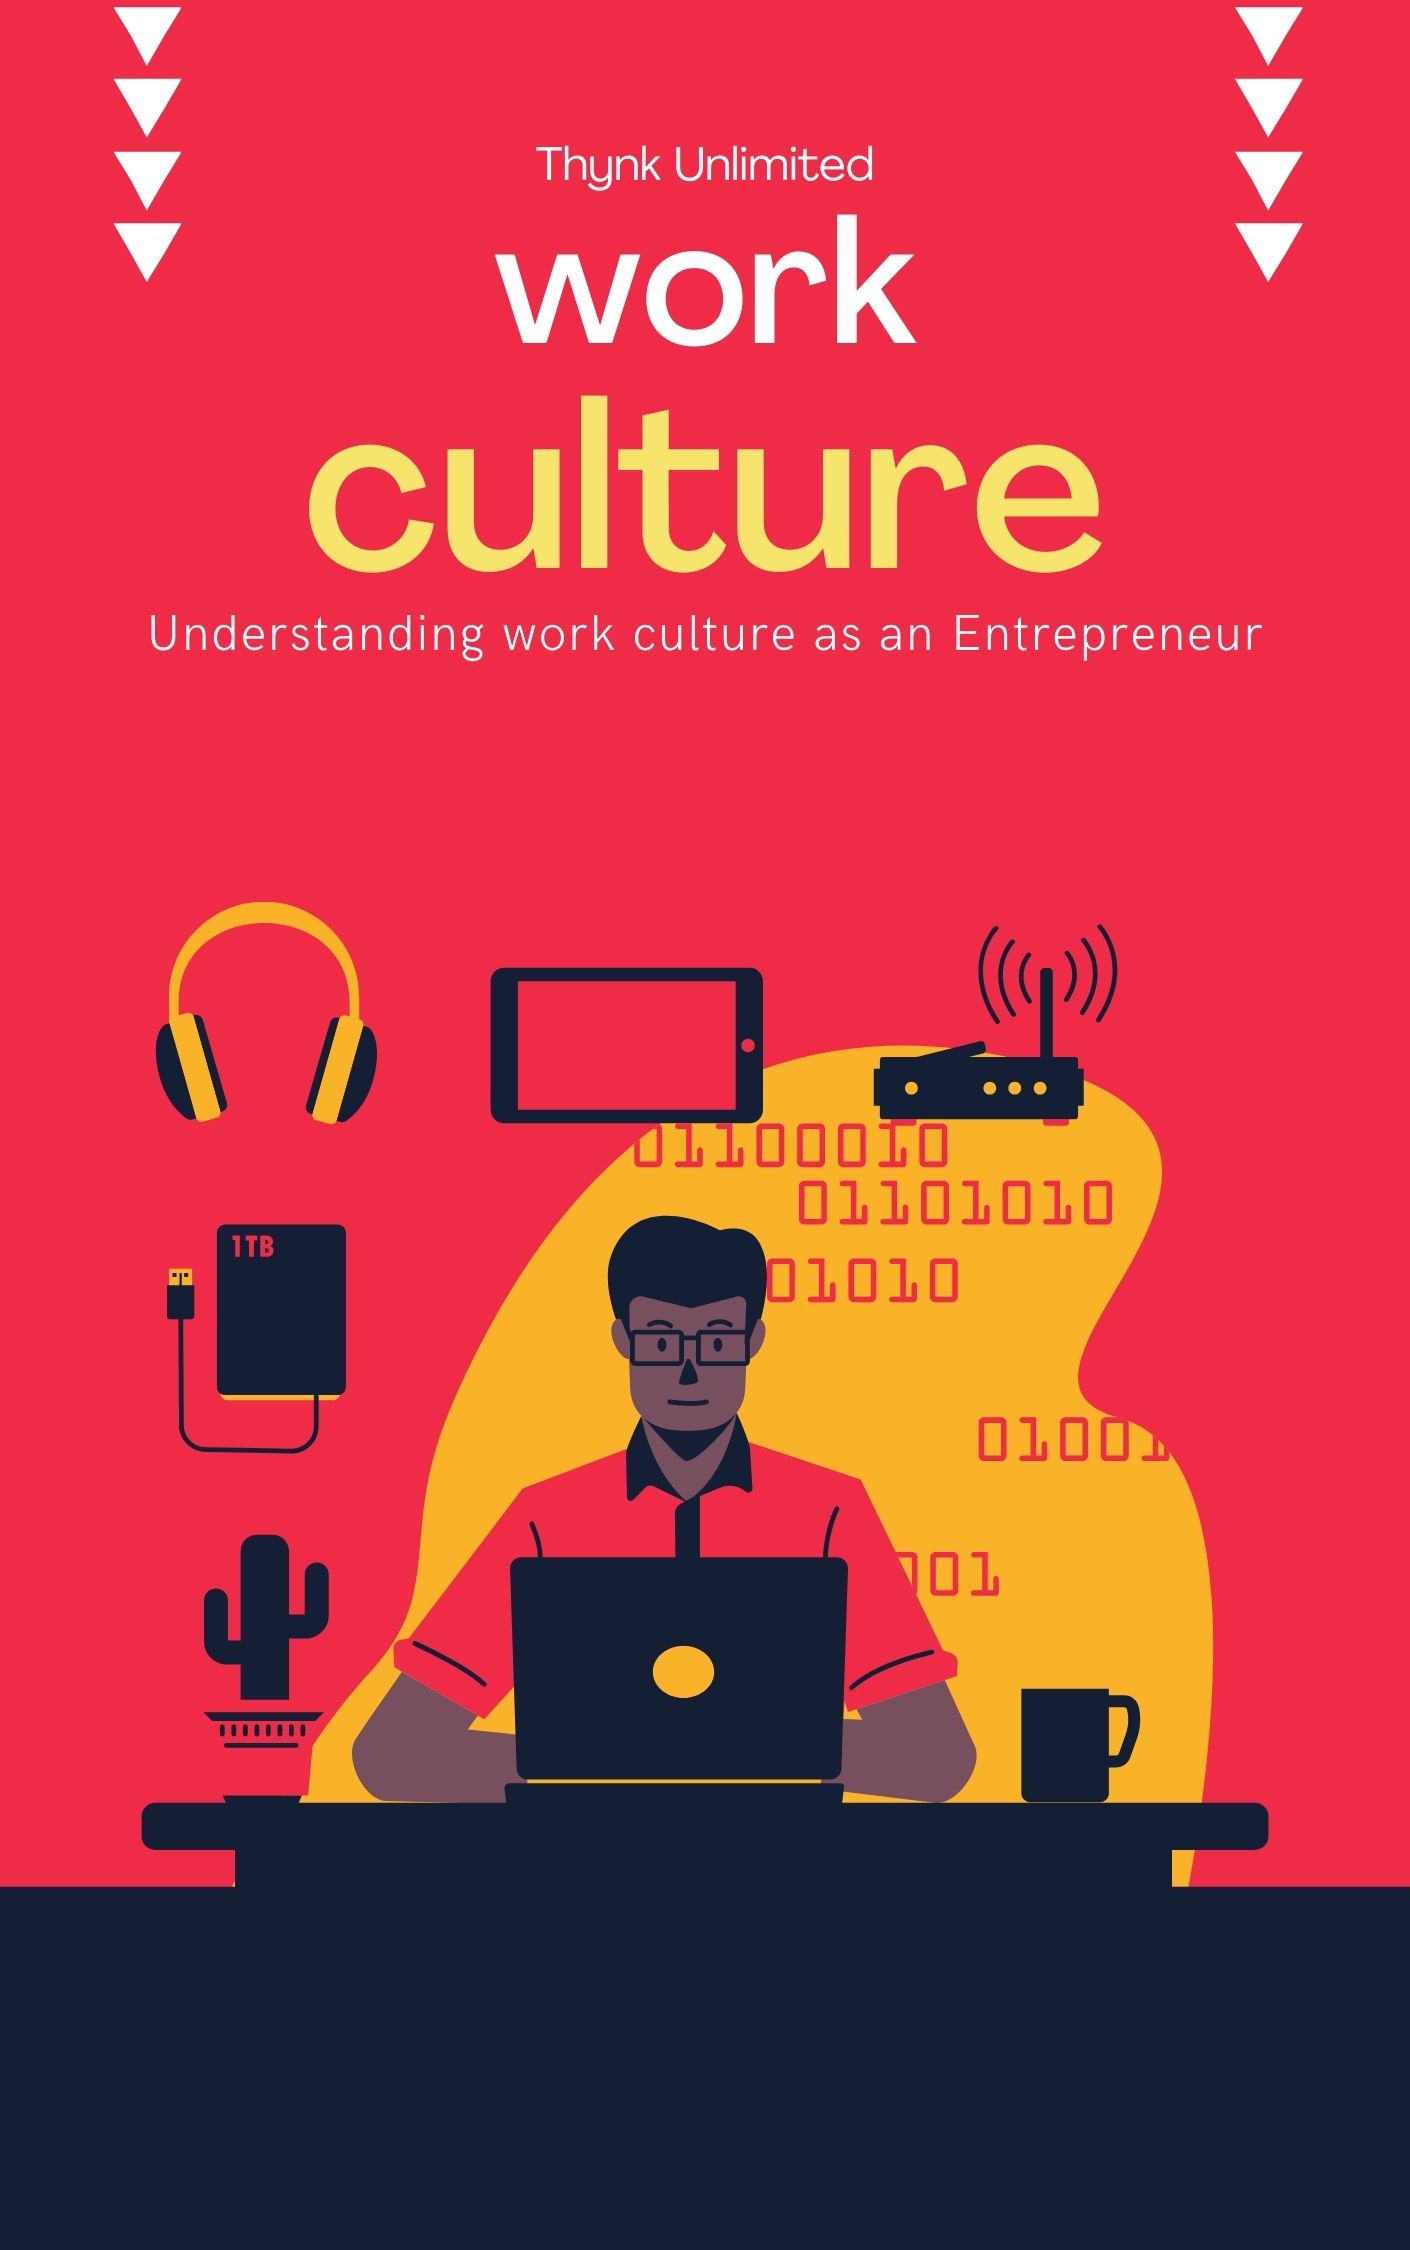 Thynk Unlimited
work
culture
Understanding work culture as an Entrepreneur
01100010
01101010
01010
1TB
01001
001